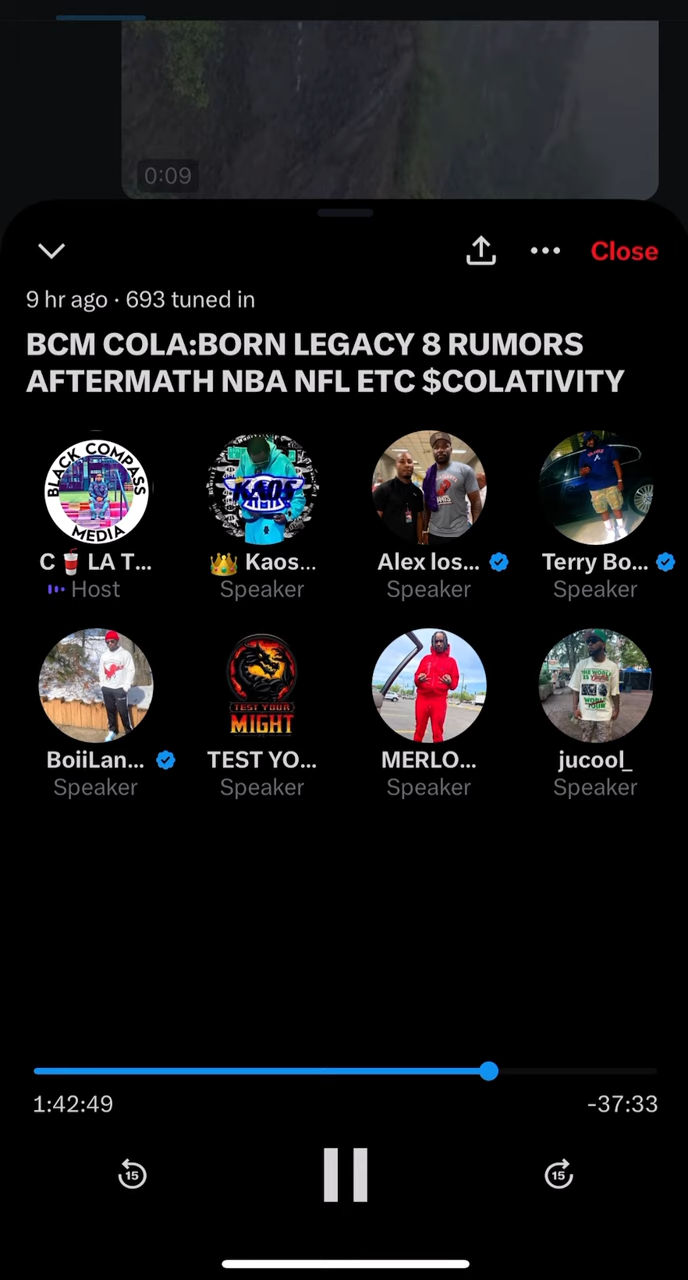 0:09
Close
9 hr ago · 693 tuned in
BCM COLA:BORN LEGACY 8 RUMORS
AFTERMATH NBA NFL ETC $COLATIVITY
BLACK COMPASS
MEDIA
KAOS
C🥤LA T...
👑 Kaos...
Alex los...
Terry Bo...
Host
Speaker
Speaker
Speaker
TEST YOUR
MIGHT
BoiiLan...
TEST YO...
MERLO...
jucool_
Speaker
Speaker
Speaker
Speaker
1:42:49
-37:33
15
15